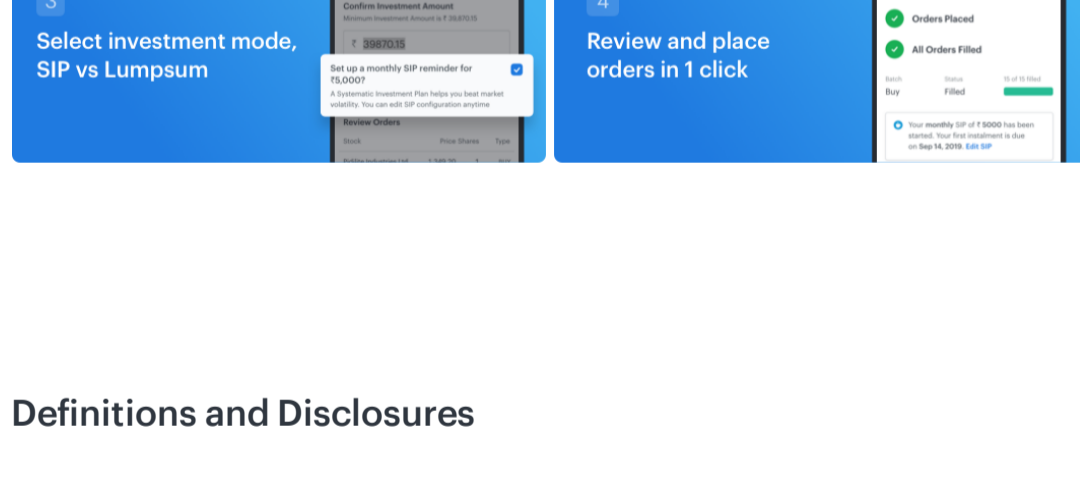 3
Select investment mode,
SIP vs Lumpsum
Confirm Investment Amount
Minimum Investment Amount is ₹ 39,870.15
₹ 39870.15
Set up a monthly SIP reminder for
₹5,000?
A Systematic Investment Plan helps you beat market
volatility. You can edit SIP configuration anytime
Review Orders
Stock Price Shares Type
4
Review and place
orders in 1 click
Orders Placed
All Orders Filled
Batch Status 15 of 15 filled
Buy Filled
Your monthly SIP of ₹ 5000 has been
started. Your first instalment is due
on Sep 14, 2019. Edit SIP
Definitions and Disclosures